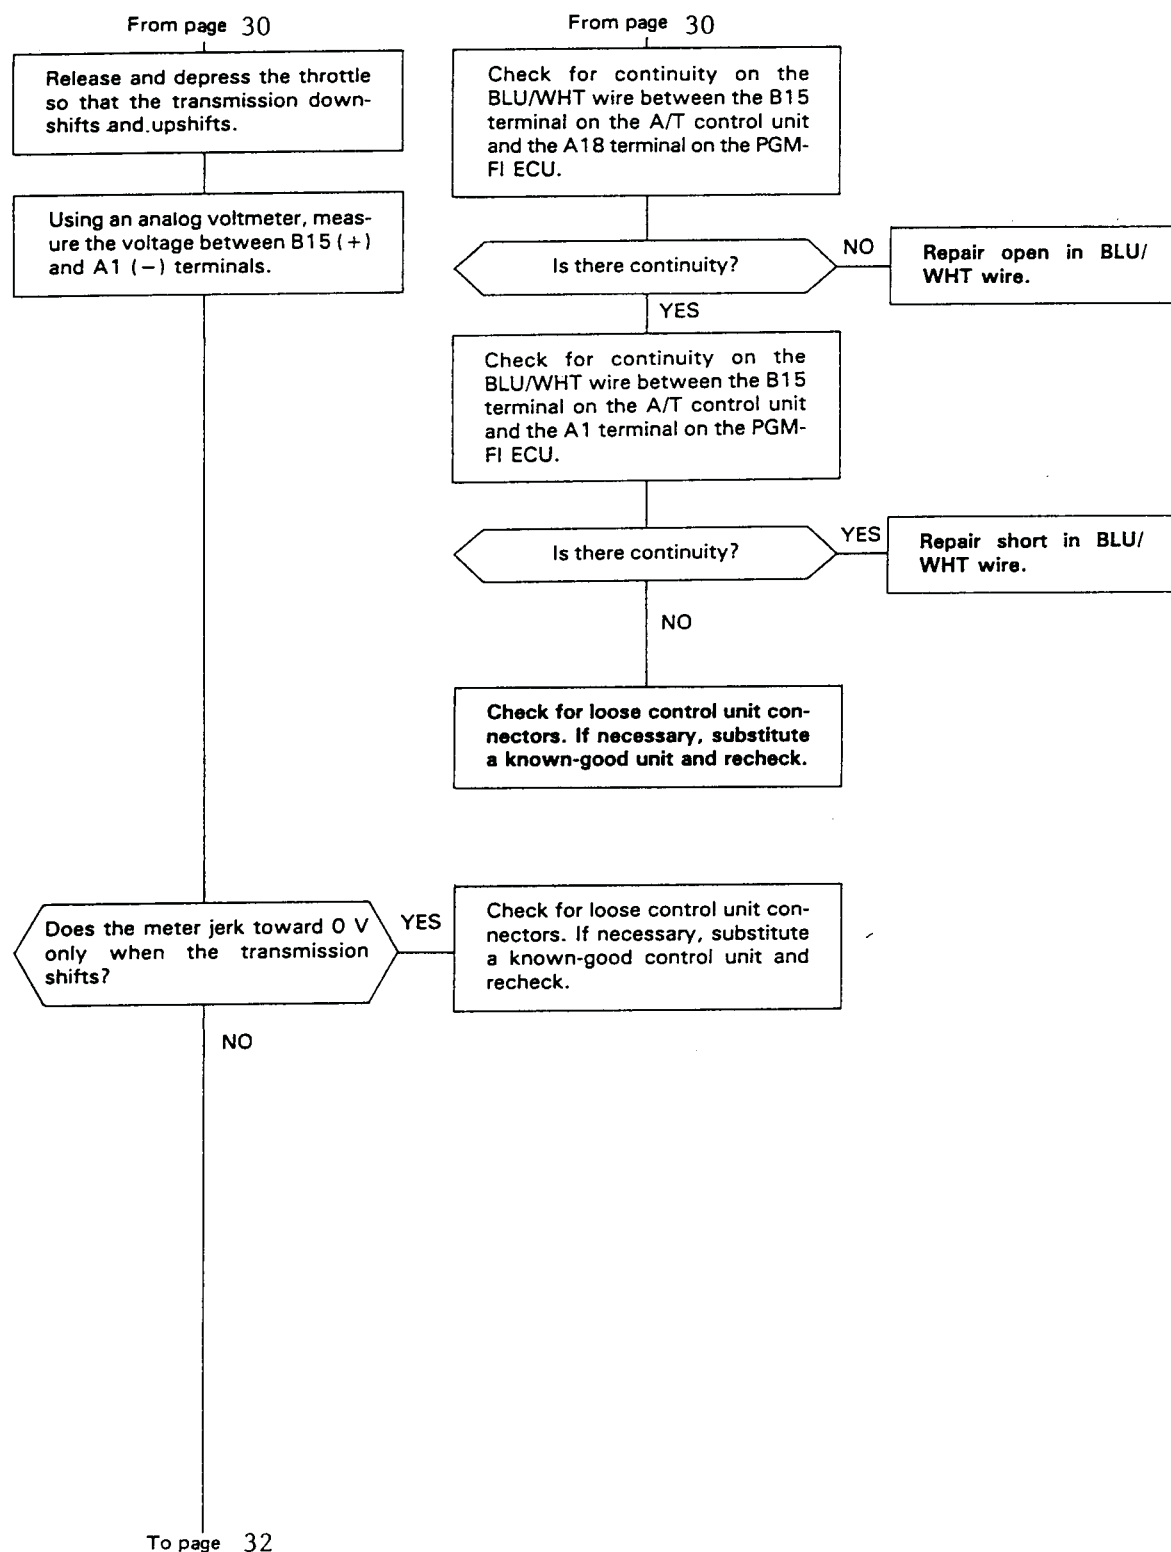 From page 30
Release and depress the throttle
so that the transmission down-
shifts and upshifts.
Using an analog voltmeter, meas-
ure the voltage between B15 (+)
and A1 (−) terminals.
From page 30
Check for continuity on the
BLU/WHT wire between the B15
terminal on the A/T control unit
and the A18 terminal on the PGM-
FI ECU.
Is there continuity?
NO
Repair open in BLU/
WHT wire.
YES
Check for continuity on the
BLU/WHT wire between the B15
terminal on the A/T control unit
and the A1 terminal on the PGM-
FI ECU.
Is there continuity?
YES
Repair short in BLU/
WHT wire.
NO
Check for loose control unit con-
nectors. If necessary, substitute
a known-good unit and recheck.
Does the meter jerk toward 0 V
only when the transmission
shifts?
YES
Check for loose control unit con-
nectors. If necessary, substitute
a known-good control unit and
recheck.
NO
To page 32